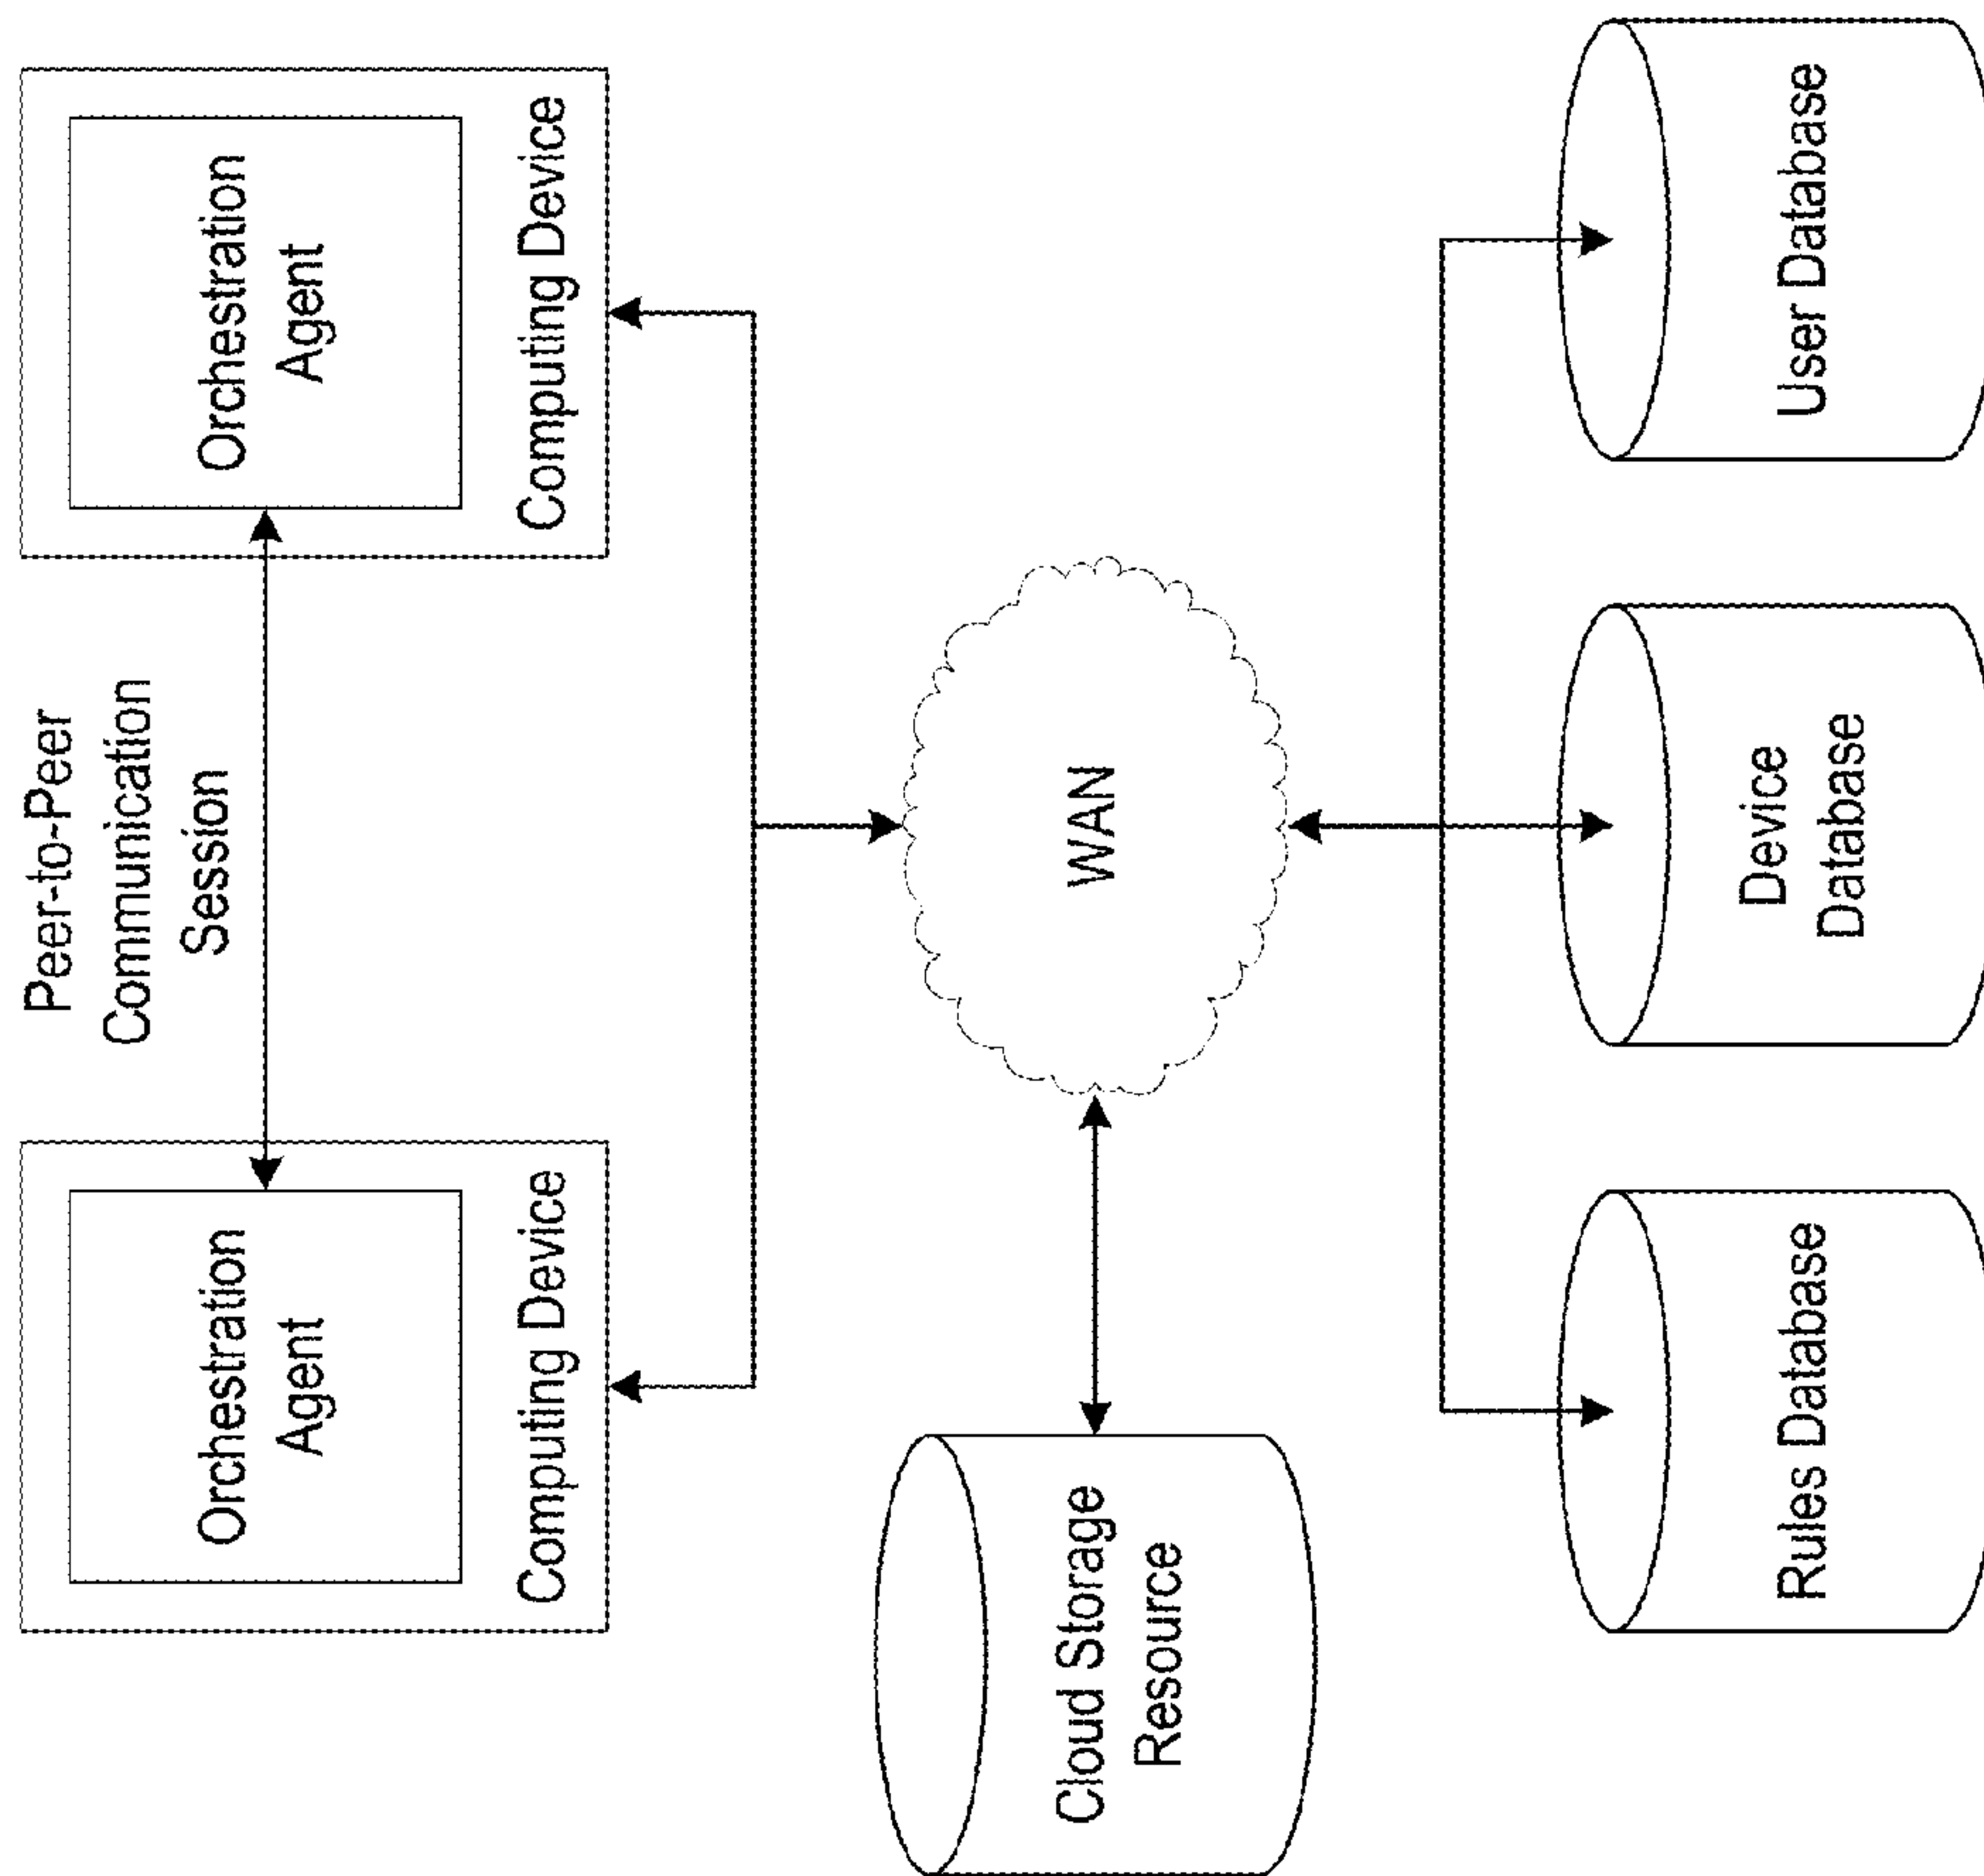 Orchestration
Agent
Computing Device
Peer-to-Peer
Communication
Session
Orchestration
Agent
Computing Device
Cloud Storage
Resource
WAN
Rules Database
Device
Database
User Database